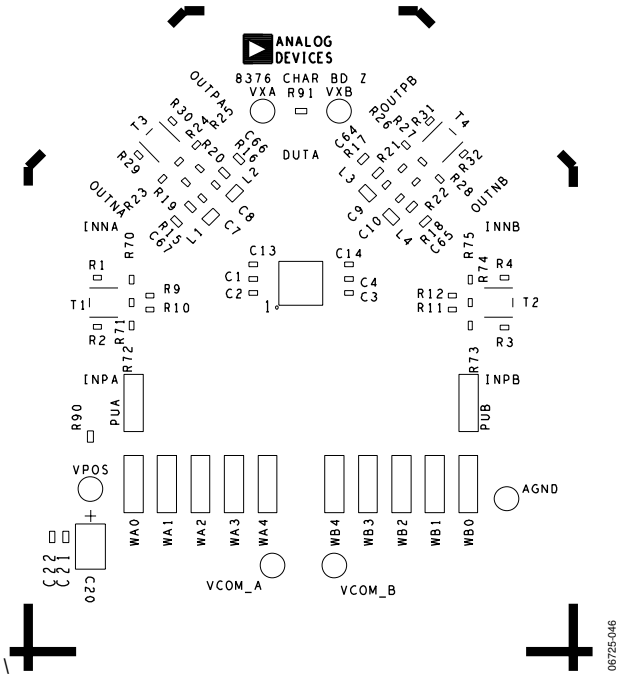 ANALOG
DEVICES
8376 CHAR BD Z
VXA R91 VXB
OUTPA
R25
R24
R30
T3
R20
R16
C66
R29
R23
R19
L2
C8
C7
L1
R15
C67
OUTNA
DUTA
OUTPB
R26
R27
R31
T4
C64
R17
R21
R32
R28
R22
L3
C9
C10
L4
R18
C65
OUTNB
INNA
R70
R1
T1
R9
R10
R2
R71
R72
INPA
C13
C1
C2
1
C14
C4
C3
INNB
R75
R74
R4
R12
R11
T2
R3
R73
INPB
PUA
PUB
R90
VPOS
AGND
+
WA0
WA1
WA2
WA3
WA4
WB4
WB3
WB2
WB1
WB0
C22
C21
C20
VCOM_A
VCOM_B
\
06725-046